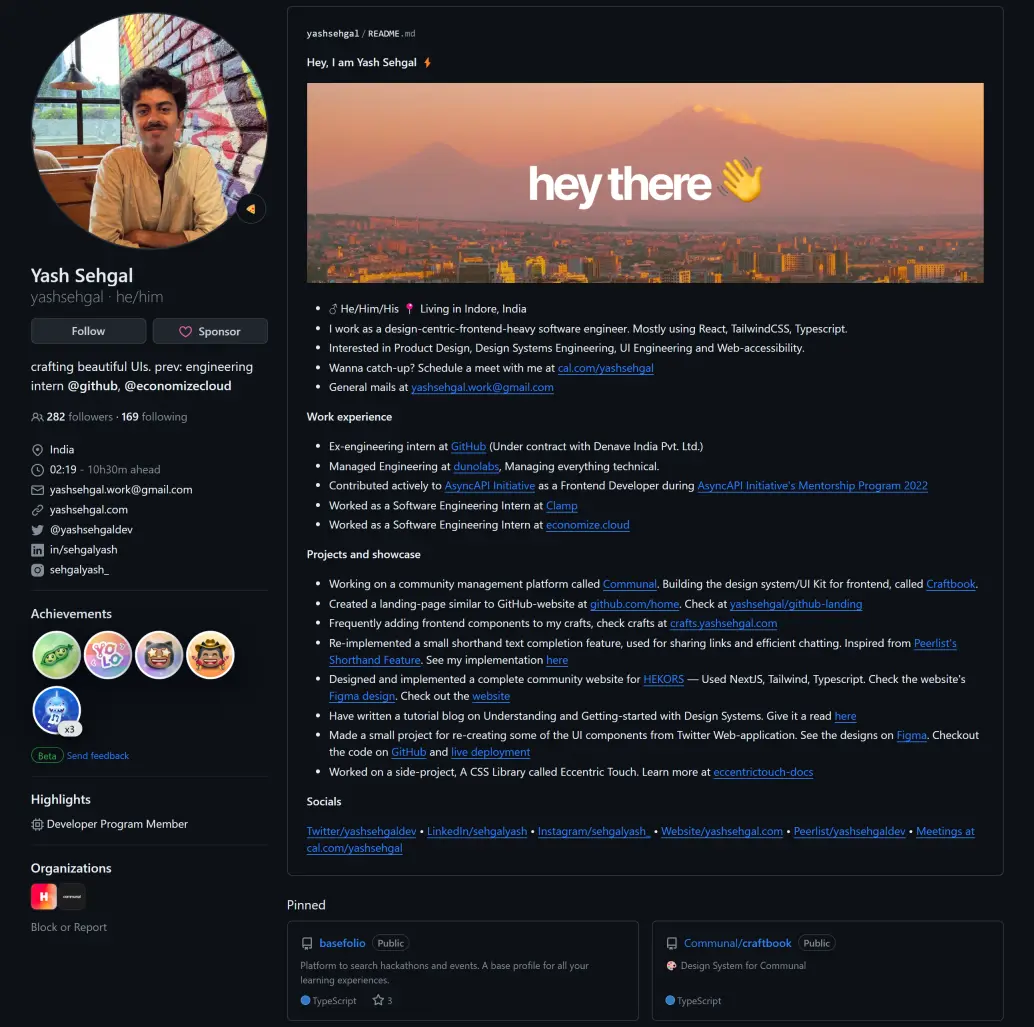 Yash Sehgal
yashsehgal · he/him
Follow
Sponsor
crafting beautiful UIs. prev: engineering
intern @github, @economizecloud
282 followers · 169 following
India
02:19 - 10h30m ahead
yashsehgal.work@gmail.com
yashsehgal.com
@yashsehgaldev
in/sehgalyash
sehgalyash_
Achievements
YOLO
x3
Beta Send feedback
Highlights
Developer Program Member
Organizations
H
communal
Block or Report
yashsehgal/README.md
Hey, I am Yash Sehgal ⚡
hey there 👋
• ♂ He/Him/His 📍 Living in Indore, India
• I work as a design-centric-frontend-heavy software engineer. Mostly using React, TailwindCSS, Typescript.
• Interested in Product Design, Design Systems Engineering, UI Engineering and Web-accessibility.
• Wanna catch-up? Schedule a meet with me at cal.com/yashsehgal
• General mails at yashsehgal.work@gmail.com
Work experience
• Ex-engineering intern at GitHub (Under contract with Denave India Pvt. Ltd.)
• Managed Engineering at dunolabs, Managing everything technical.
• Contributed actively to AsyncAPI Initiative as a Frontend Developer during AsyncAPI Initiative's Mentorship Program 2022
• Worked as a Software Engineering Intern at Clamp
• Worked as a Software Engineering Intern at economize.cloud
Projects and showcase
• Working on a community management platform called Communal. Building the design system/UI Kit for frontend, called Craftbook.
• Created a landing-page similar to GitHub-website at github.com/home. Check at yashsehgal/github-landing
• Frequently adding frontend components to my crafts, check crafts at crafts.yashsehgal.com
• Re-implemented a small shorthand text completion feature, used for sharing links and efficient chatting. Inspired from Peerlist's
Shorthand Feature. See my implementation here
• Designed and implemented a complete community website for HEKORS — Used NextJS, Tailwind, Typescript. Check the website's
Figma design. Check out the website
• Have written a tutorial blog on Understanding and Getting-started with Design Systems. Give it a read here
• Made a small project for re-creating some of the UI components from Twitter Web-application. See the designs on Figma. Checkout
the code on GitHub and live deployment
• Worked on a side-project, A CSS Library called Eccentric Touch. Learn more at eccentrictouch-docs
Socials
Twitter/yashsehgaldev • LinkedIn/sehgalyash • Instagram/sehgalyash_ • Website/yashsehgal.com • Peerlist/yashsehgaldev • Meetings at
cal.com/yashsehgal
Pinned
basefolio Public
Platform to search hackathons and events. A base profile for all your
learning experiences.
TypeScript ☆ 3
Communal/craftbook Public
🎨 Design System for Communal
TypeScript